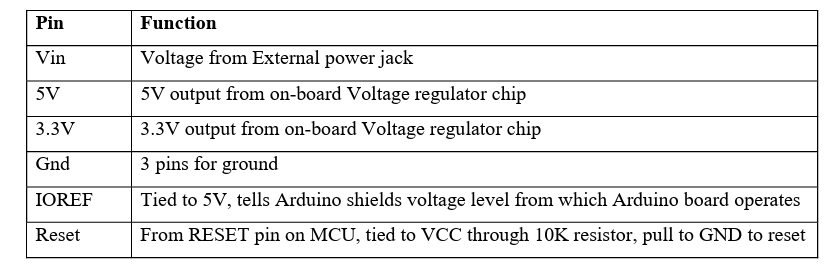 Pin Function
Vin Voltage from External power jack
5V 5V output from on-board Voltage regulator chip
3.3V 3.3V output from on-board Voltage regulator chip
Gnd 3 pins for ground
IOREF Tied to 5V, tells Arduino shields voltage level from which Arduino board operates
Reset From RESET pin on MCU, tied to VCC through 10K resistor, pull to GND to reset